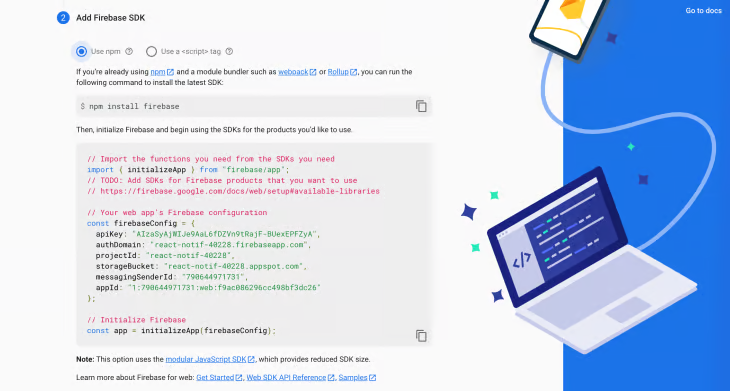 Go to docs
2 Add Firebase SDK
Use npm ? Use a <script> tag ?
If you're already using npm and a module bundler such as webpack or Rollup, you can run the
following command to install the latest SDK:
$ npm install firebase
Then, initialize Firebase and begin using the SDKs for the products you'd like to use.
// Import the functions you need from the SDKs you need
import { initializeApp } from "firebase/app";
// TODO: Add SDKs for Firebase products that you want to use
// https://firebase.google.com/docs/web/setup#available-libraries
// Your web app's Firebase configuration
const firebaseConfig = {
apiKey: "AIzaSyAjWIJe9AaL6fDZVn9tRajF-BUexEPFZyA",
authDomain: "react-notif-40228.firebaseapp.com",
projectId: "react-notif-40228",
storageBucket: "react-notif-40228.appspot.com",
messagingSenderId: "790644971731",
appId: "1:790644971731:web:f9ac086296cc498bf3dc26"
};
// Initialize Firebase
const app = initializeApp(firebaseConfig);
Note: This option uses the modular JavaScript SDK, which provides reduced SDK size.
Learn more about Firebase for web: Get Started, Web SDK API Reference, Samples